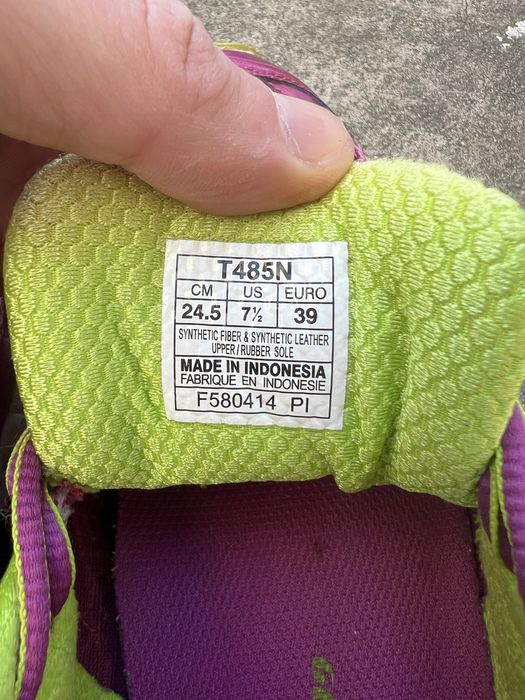 T485N
CM US EURO
24.5 7½ 39
SYNTHETIC FIBER & SYNTHETIC LEATHER
UPPER/RUBBER SOLE
MADE IN INDONESIA
FABRIQUE EN INDONESIE
F580414 PI